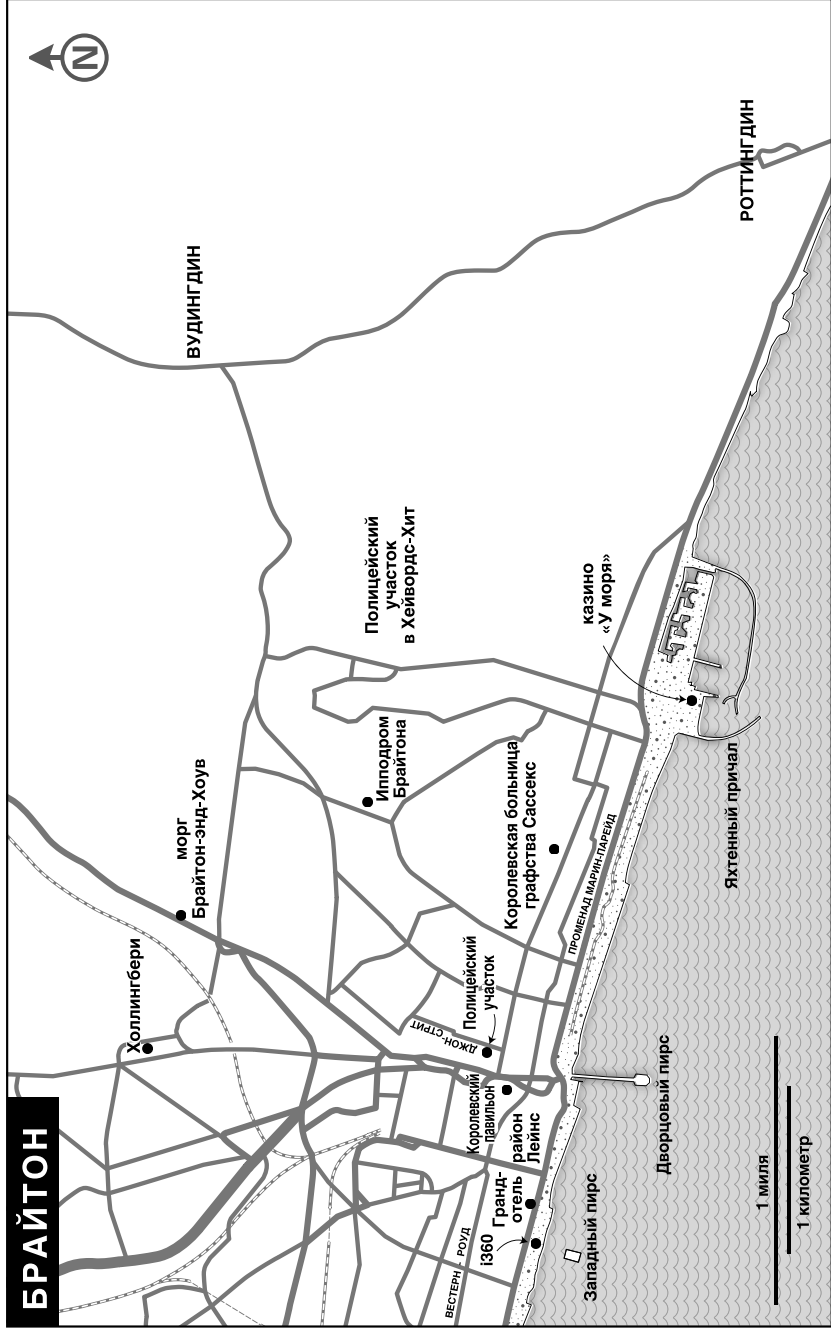 БРАЙТОН
N
Холлингбери
морг
Брайтон-энд-Хоув
ВУДИНГДИН
РОТТИНГДИН
Полицейский
участок
в Хейвордс-Хит
Ипподром
Брайтона
Королевская больница
графства Сассекс
казино
«У моря»
ДЖОН-СТРИТ
Полицейский
участок
Королевский
павильон
район
Лейнс
Гранд-
отель
i360
ВЕСТЕРН - РОУД
ПРОМЕНАД МАРИН-ПАРЕЙД
Западный пирс
Дворцовый пирс
Яхтенный причал
1 миля
1 километр